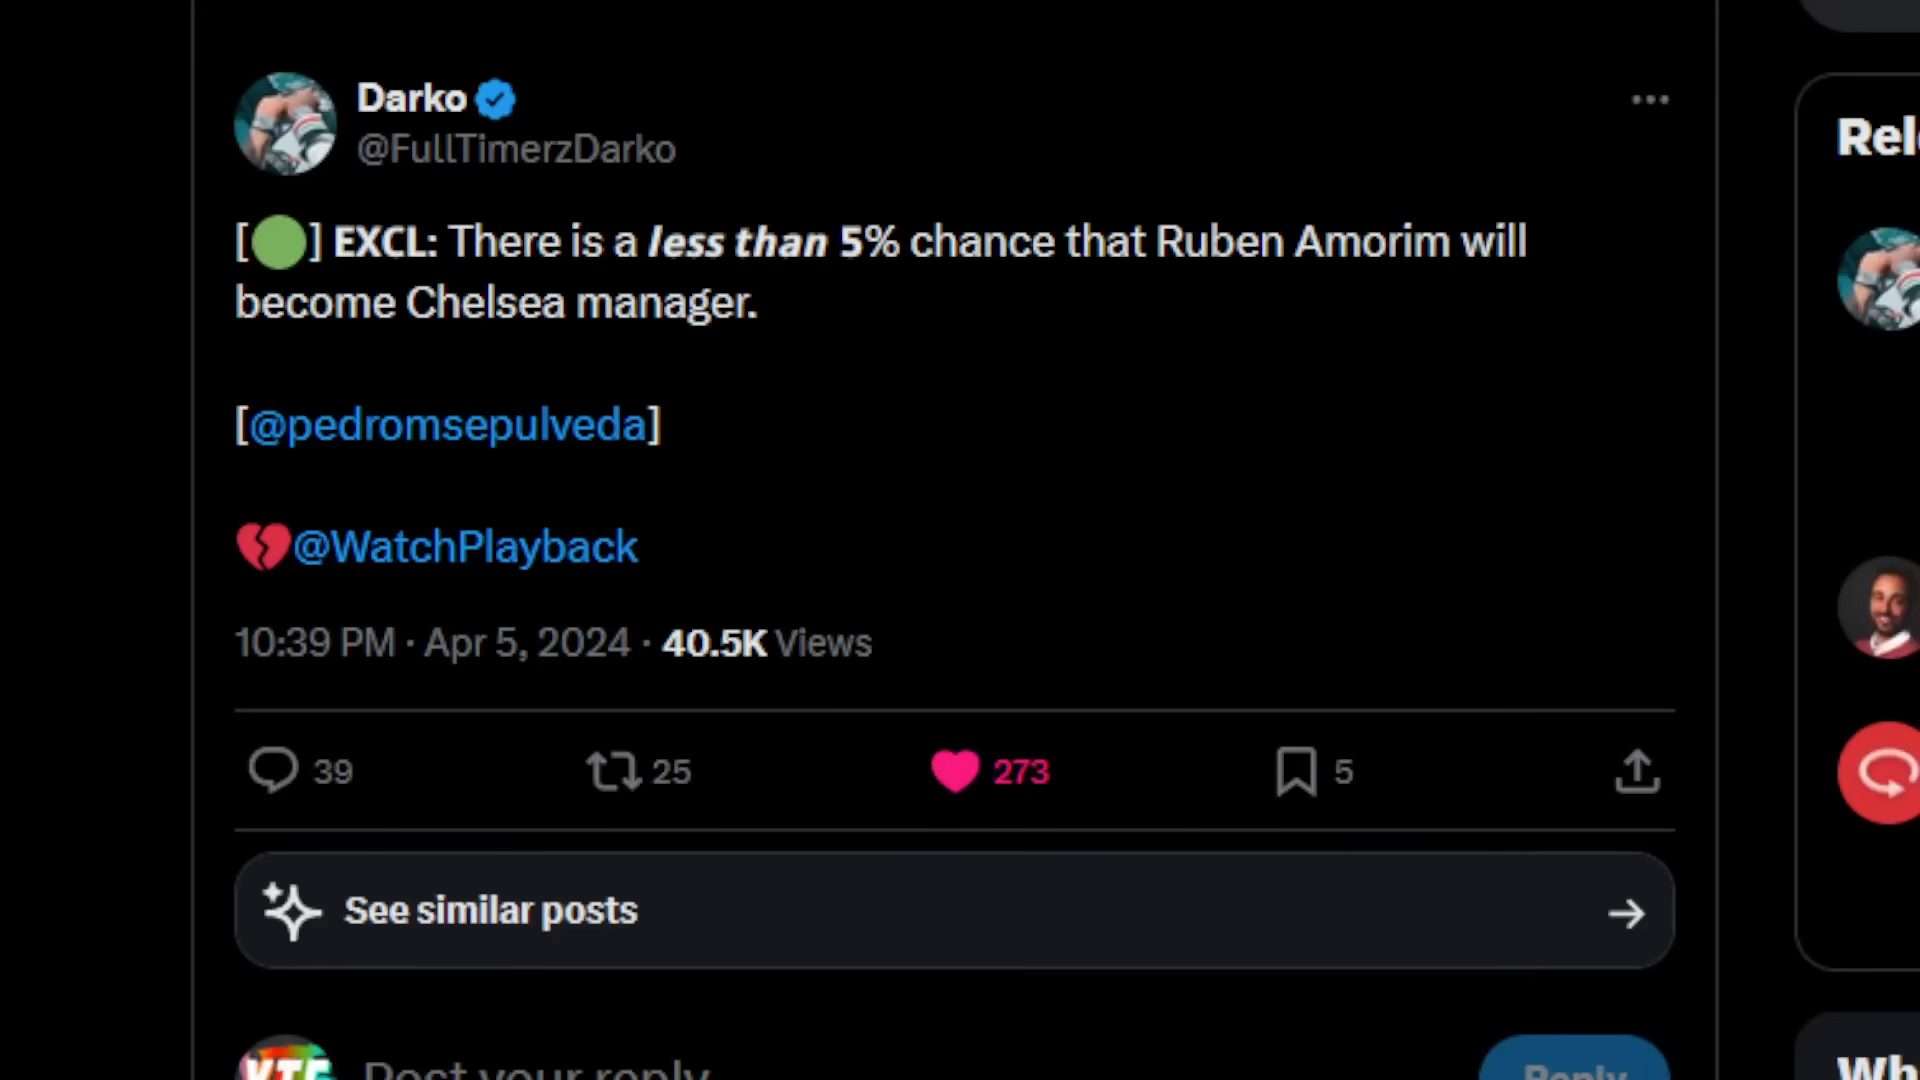 Darko
@FullTimerzDarko
[🟢] EXCL: There is a less than 5% chance that Ruben Amorim will
become Chelsea manager.
[@pedromsepulveda]
💔@WatchPlayback
10:39 PM · Apr 5, 2024 · 40.5K Views
39 25 273 5
See similar posts
Post your reply
Reply
Rel
Wh